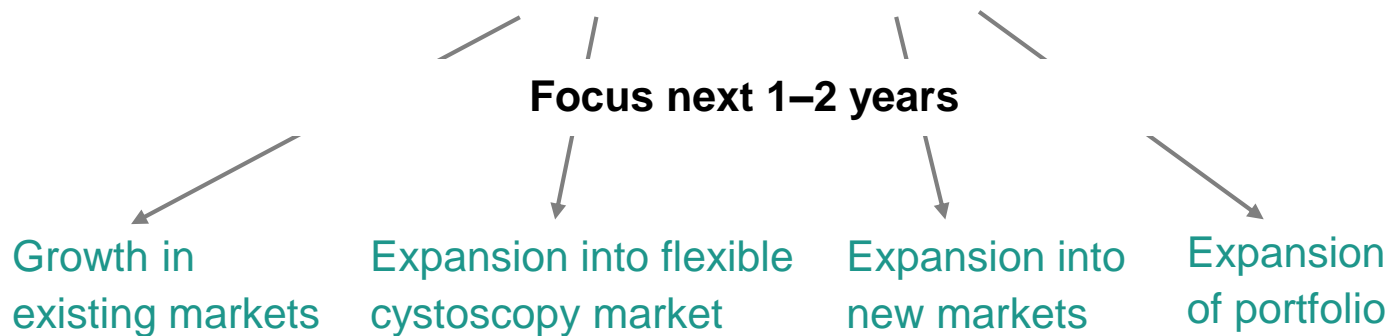 Focus next 1–2 years
Growth in
existing markets
Expansion into flexible
cystoscopy market
Expansion into
new markets
Expansion
of portfolio